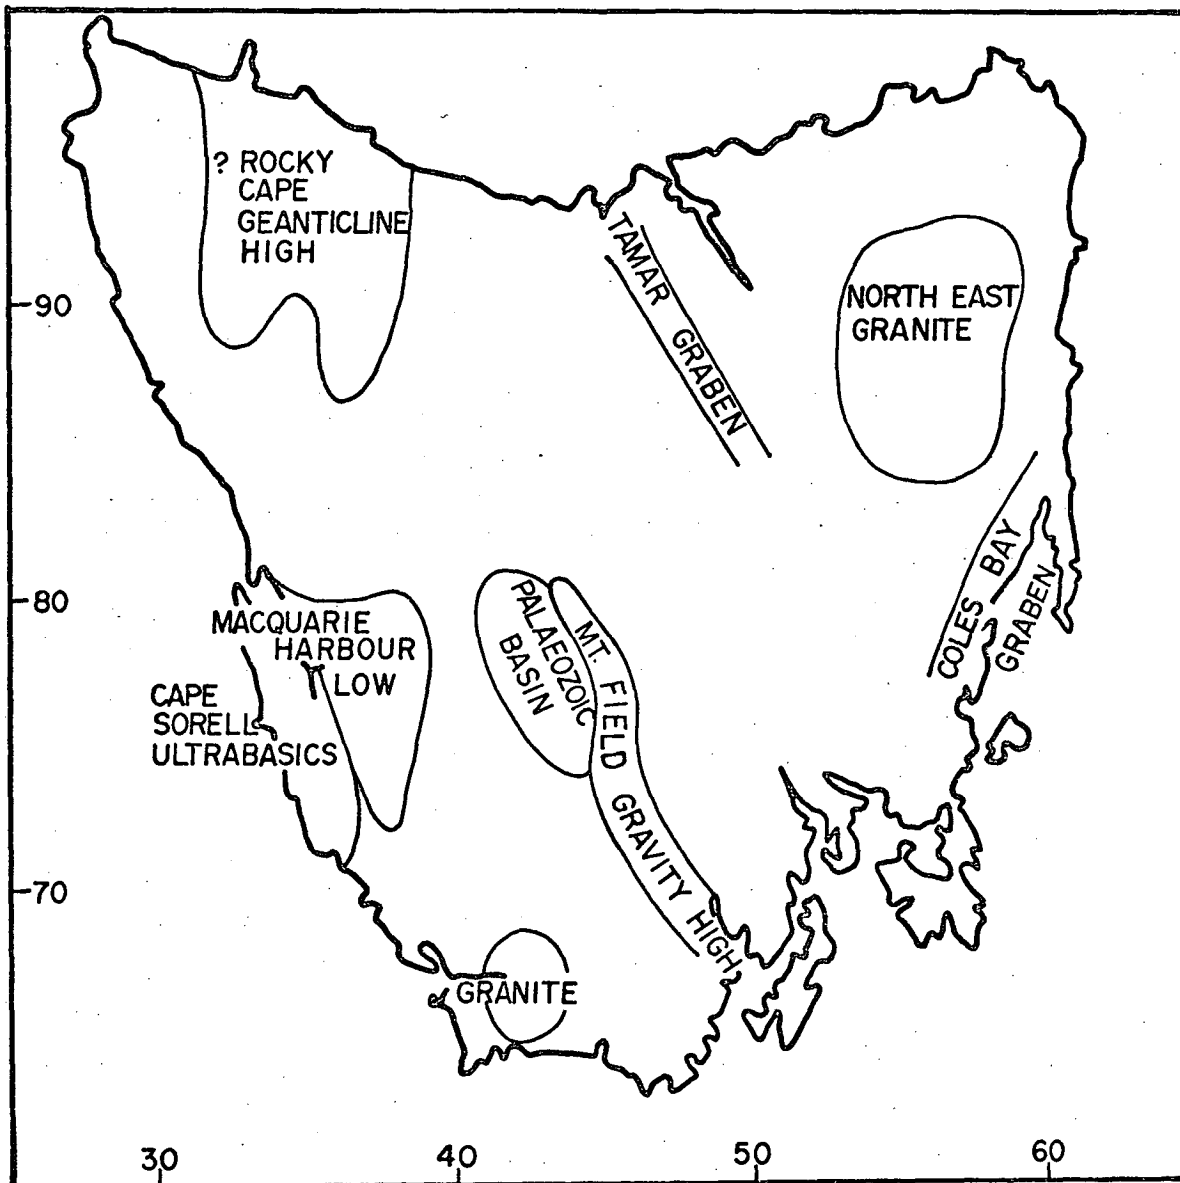 ? ROCKY
CAPE
GEANTICLINE
HIGH
TAMAR GRABEN
NORTH EAST
GRANITE
90
80
70
MACQUARIE
HARBOUR
LOW
CAPE
SORELL
ULTRABASICS
PALAEOZOIC
BASIN
MT. FIELD GRAVITY HIGH
COLES BAY
GRABEN
GRANITE
30
40
50
60